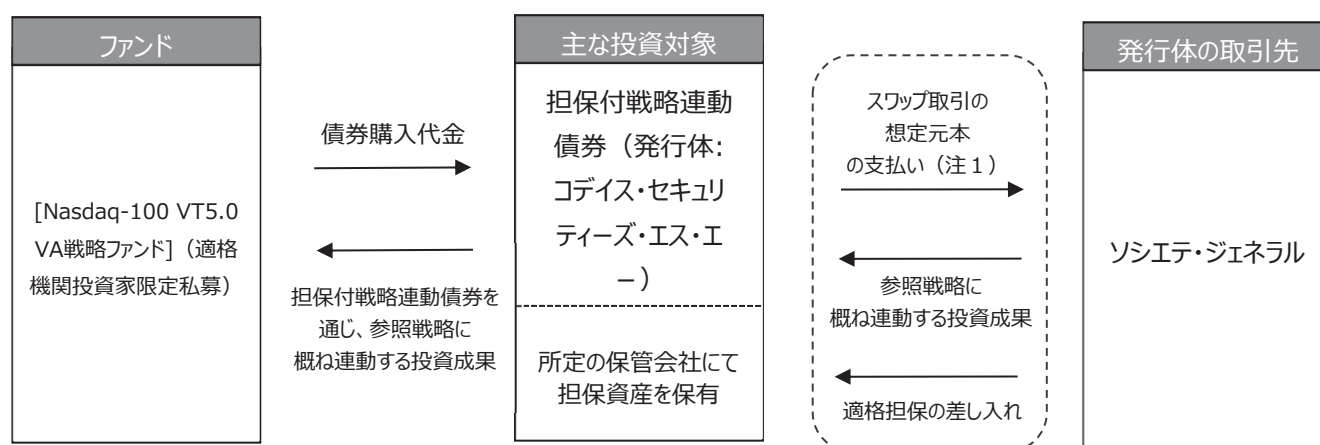 ファンド
[Nasdaq-100 VT5.0
VA戦略ファンド]（適格
機関投資家限定私募）
債券購入代金
担保付戦略連動債券を
通じ、参照戦略に
概ね連動する投資成果
主な投資対象
担保付戦略連動
債券（発行体:
コデイス・セキュリ
ティーズ・エス・エ
ー）
所定の保管会社にて
担保資産を保有
スワップ取引の
想定元本
の支払い（注１）
参照戦略に
概ね連動する投資成果
適格担保の差し入れ
発行体の取引先
ソシエテ・ジェネラル